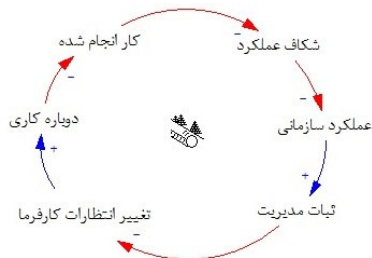 کار انجام شده
شکاف عملکرد
عملکرد سازمانی
ثبات مدیریت
تغییر انتظارات کارفرما
دوباره کاری